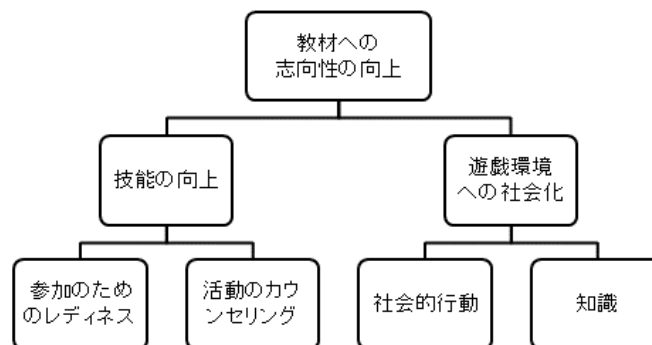 教材への
志向性の向上
技能の向上
遊戯環境
への社会化
参加のため
のレディネス
活動のカウ
ンセリング
社会的行動
知識